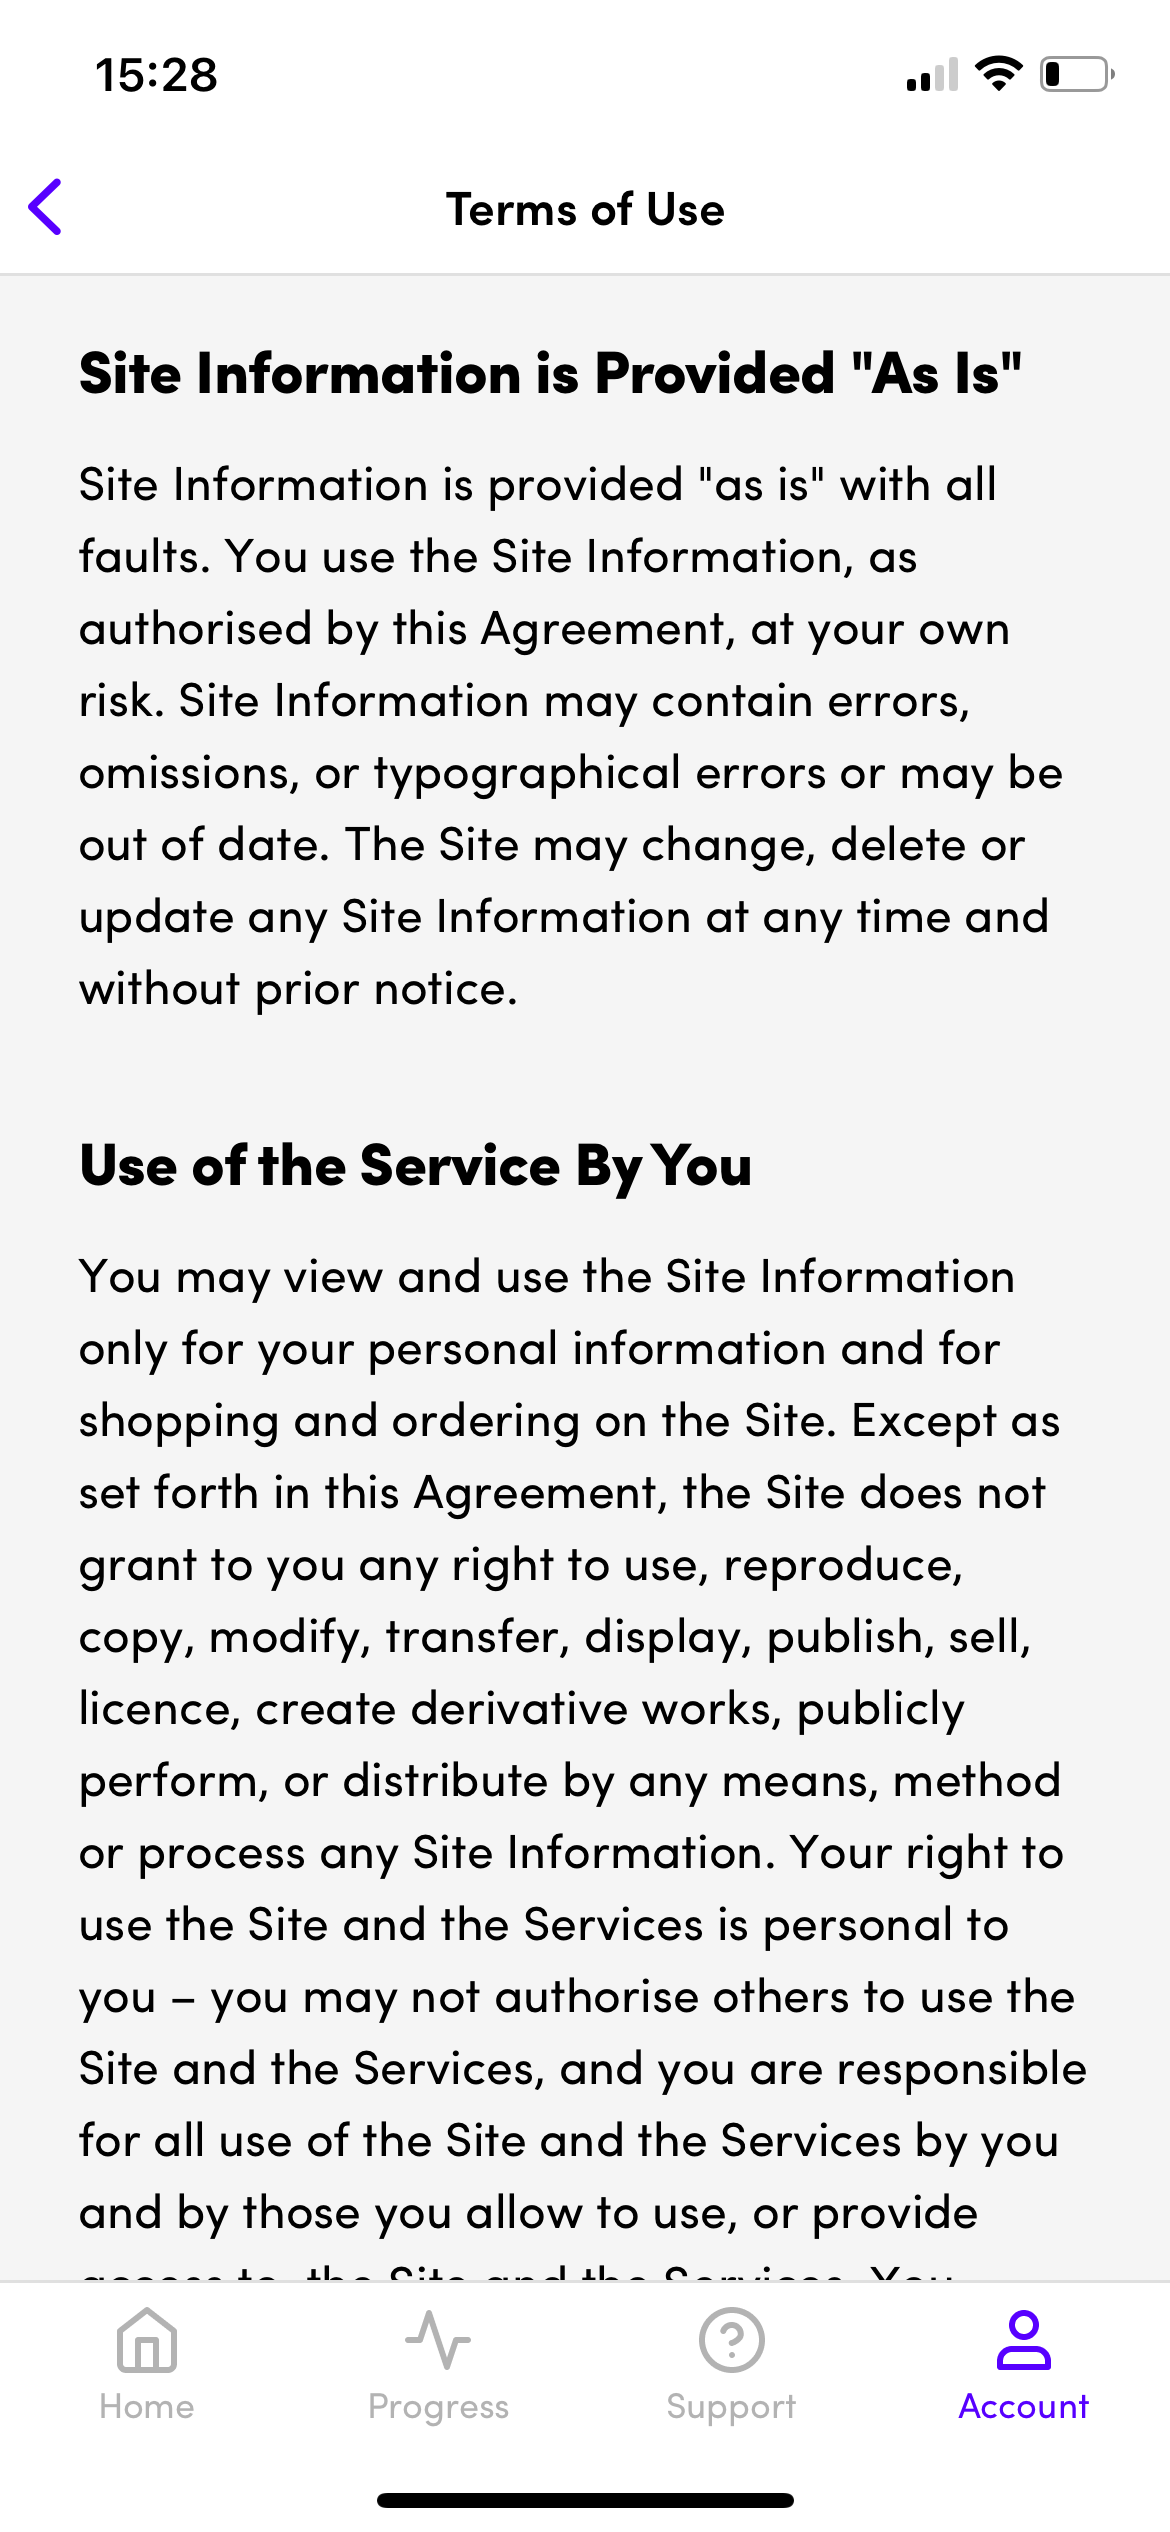 15:28
Terms of Use
Site Information is Provided "As Is"
Site Information is provided "as is" with all
faults. You use the Site Information, as
authorised by this Agreement, at your own
risk. Site Information may contain errors,
omissions, or typographical errors or may be
out of date. The Site may change, delete or
update any Site Information at any time and
without prior notice.
Use of the Service By You
You may view and use the Site Information
only for your personal information and for
shopping and ordering on the Site. Except as
set forth in this Agreement, the Site does not
grant to you any right to use, reproduce,
copy, modify, transfer, display, publish, sell,
licence, create derivative works, publicly
perform, or distribute by any means, method
or process any Site Information. Your right to
use the Site and the Services is personal to
you – you may not authorise others to use the
Site and the Services, and you are responsible
for all use of the Site and the Services by you
and by those you allow to use, or provide
access to, the Site and the Services. You
Home
Progress
Support
Account